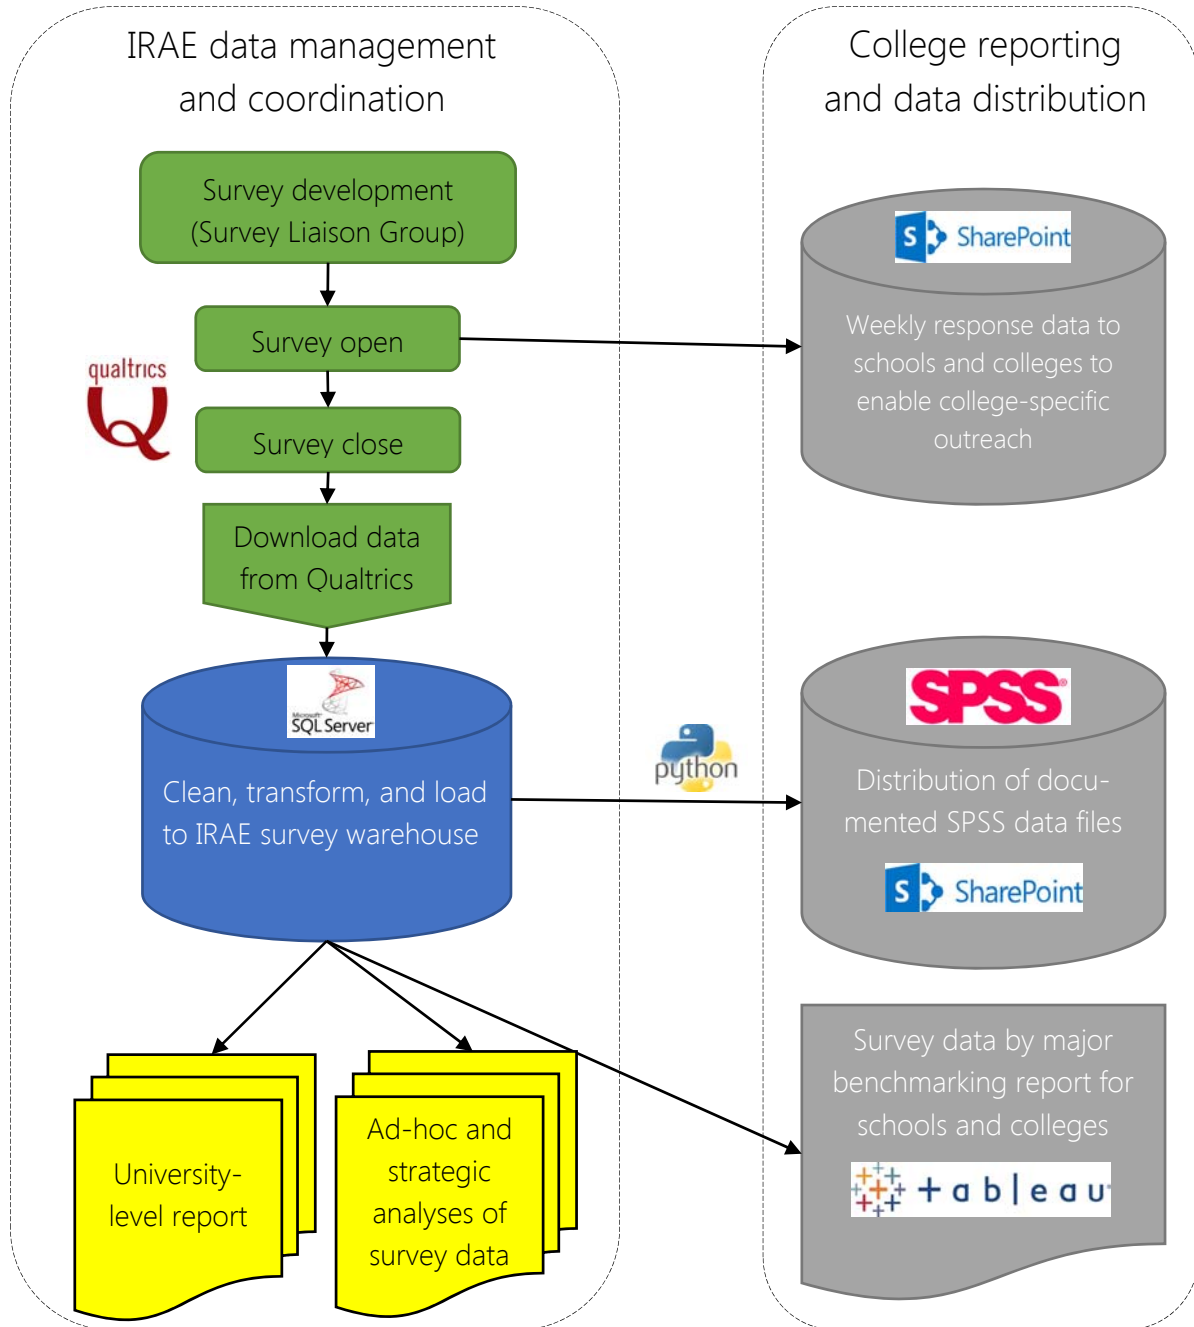 IRAE data management
and coordination
Survey development
(Survey Liaison Group)
Survey open
qualtrics
Survey close
Download data
from Qualtrics
Microsoft
SQL Server
Clean, transform, and load
to IRAE survey warehouse
University-
level report
Ad-hoc and
strategic
analyses of
survey data
python
College reporting
and data distribution
S SharePoint
Weekly response data to
schools and colleges to
enable college-specific
outreach
SPSS®
Distribution of docu-
mented SPSS data files
S SharePoint
Survey data by major
benchmarking report for
schools and colleges
+ableau